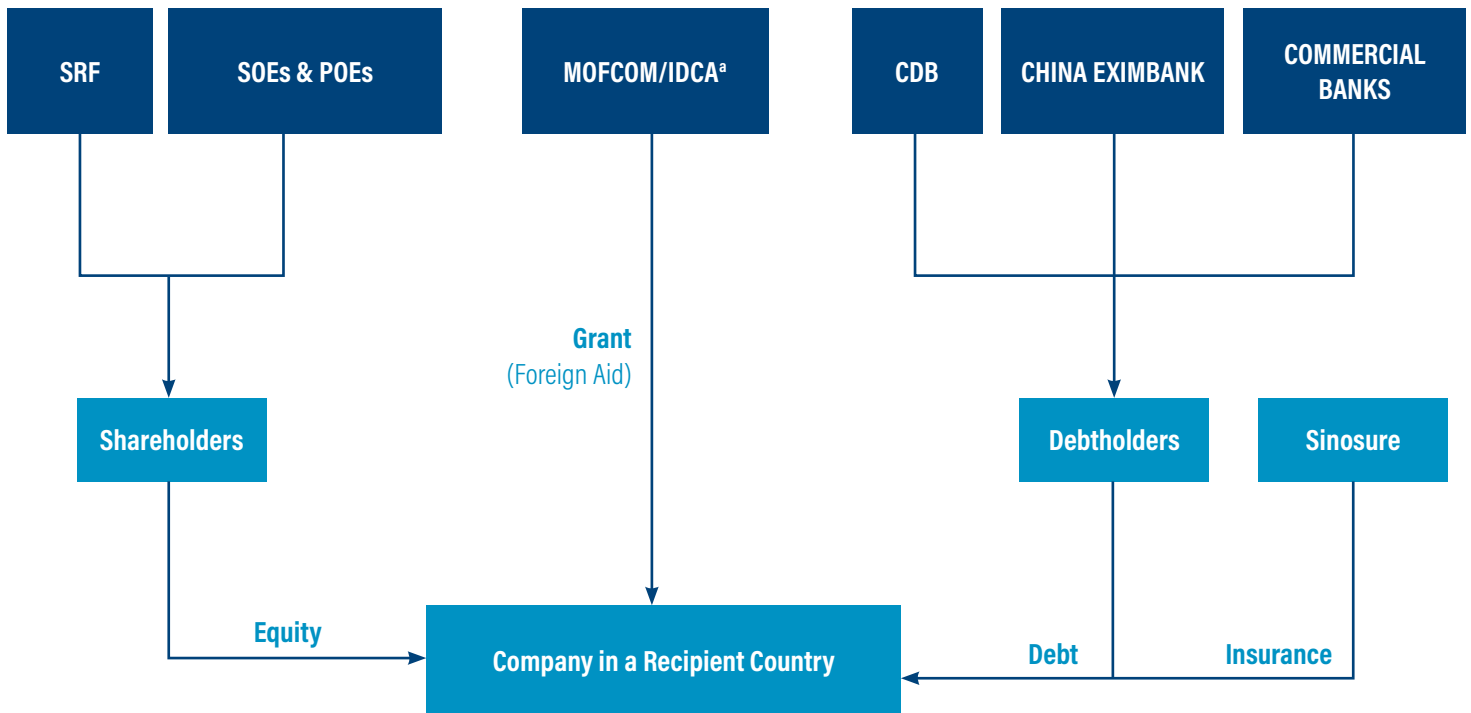 SRF
SOEs & POEs
MOFCOM/IDCAᵃ
CDB
CHINA EXIMBANK
COMMERCIAL
BANKS
Grant
(Foreign Aid)
Shareholders
Debtholders
Sinosure
Equity
Company in a Recipient Country
Debt
Insurance